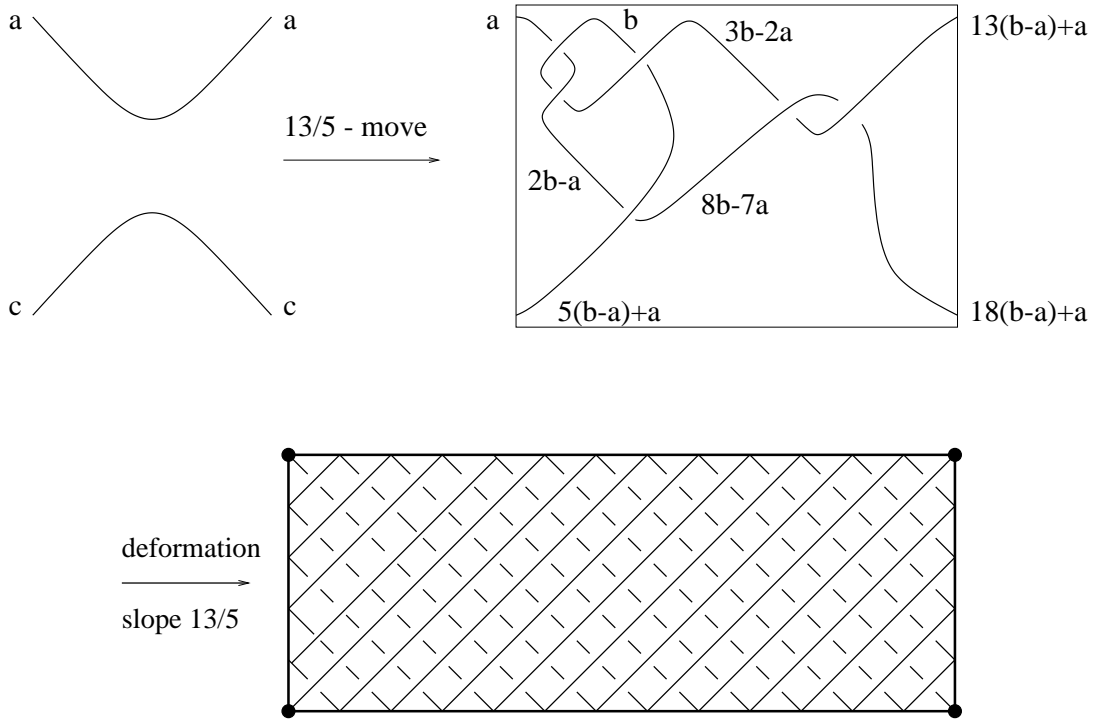 a
a
a
b
3b-2a
13(b-a)+a
13/5 - move
2b-a
8b-7a
c
c
5(b-a)+a
18(b-a)+a
deformation
slope 13/5